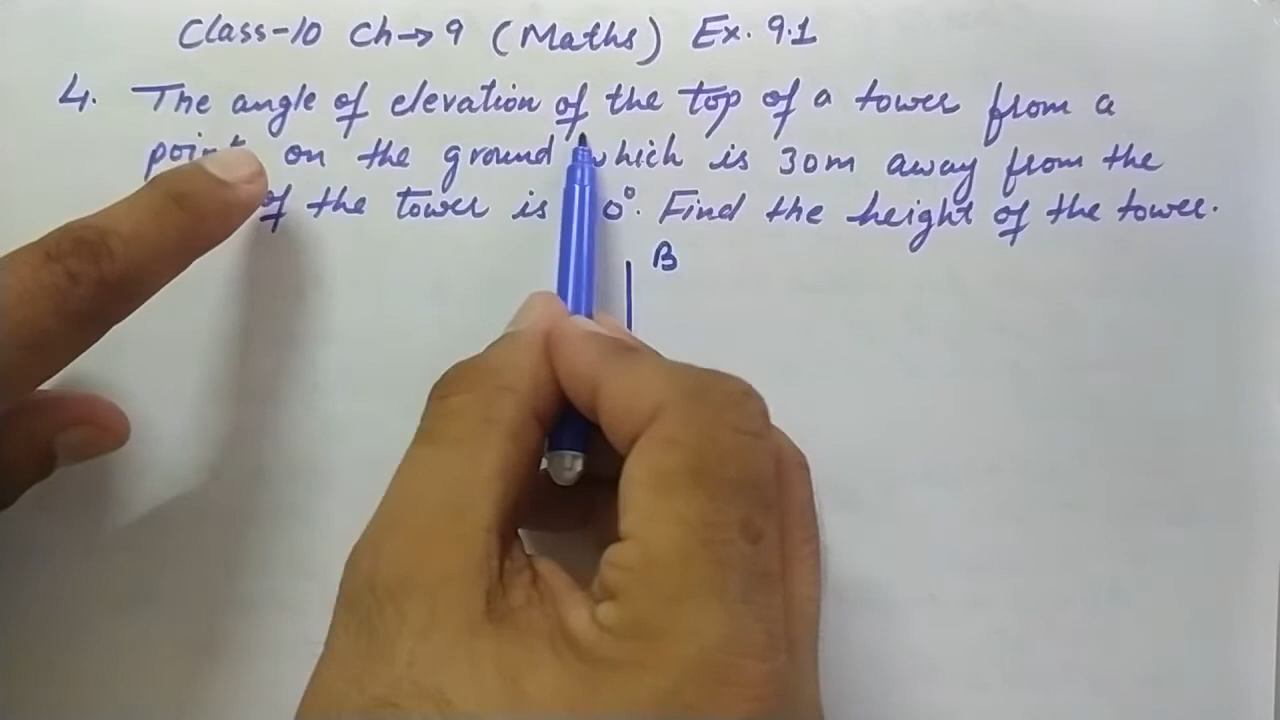 Class-10 Ch→9 (Maths) Ex. 9.1
4. The angle of elevation of the top of a tower from a
point on the ground which is 30m away from the
of the tower is 0°. Find the height of the tower.
B